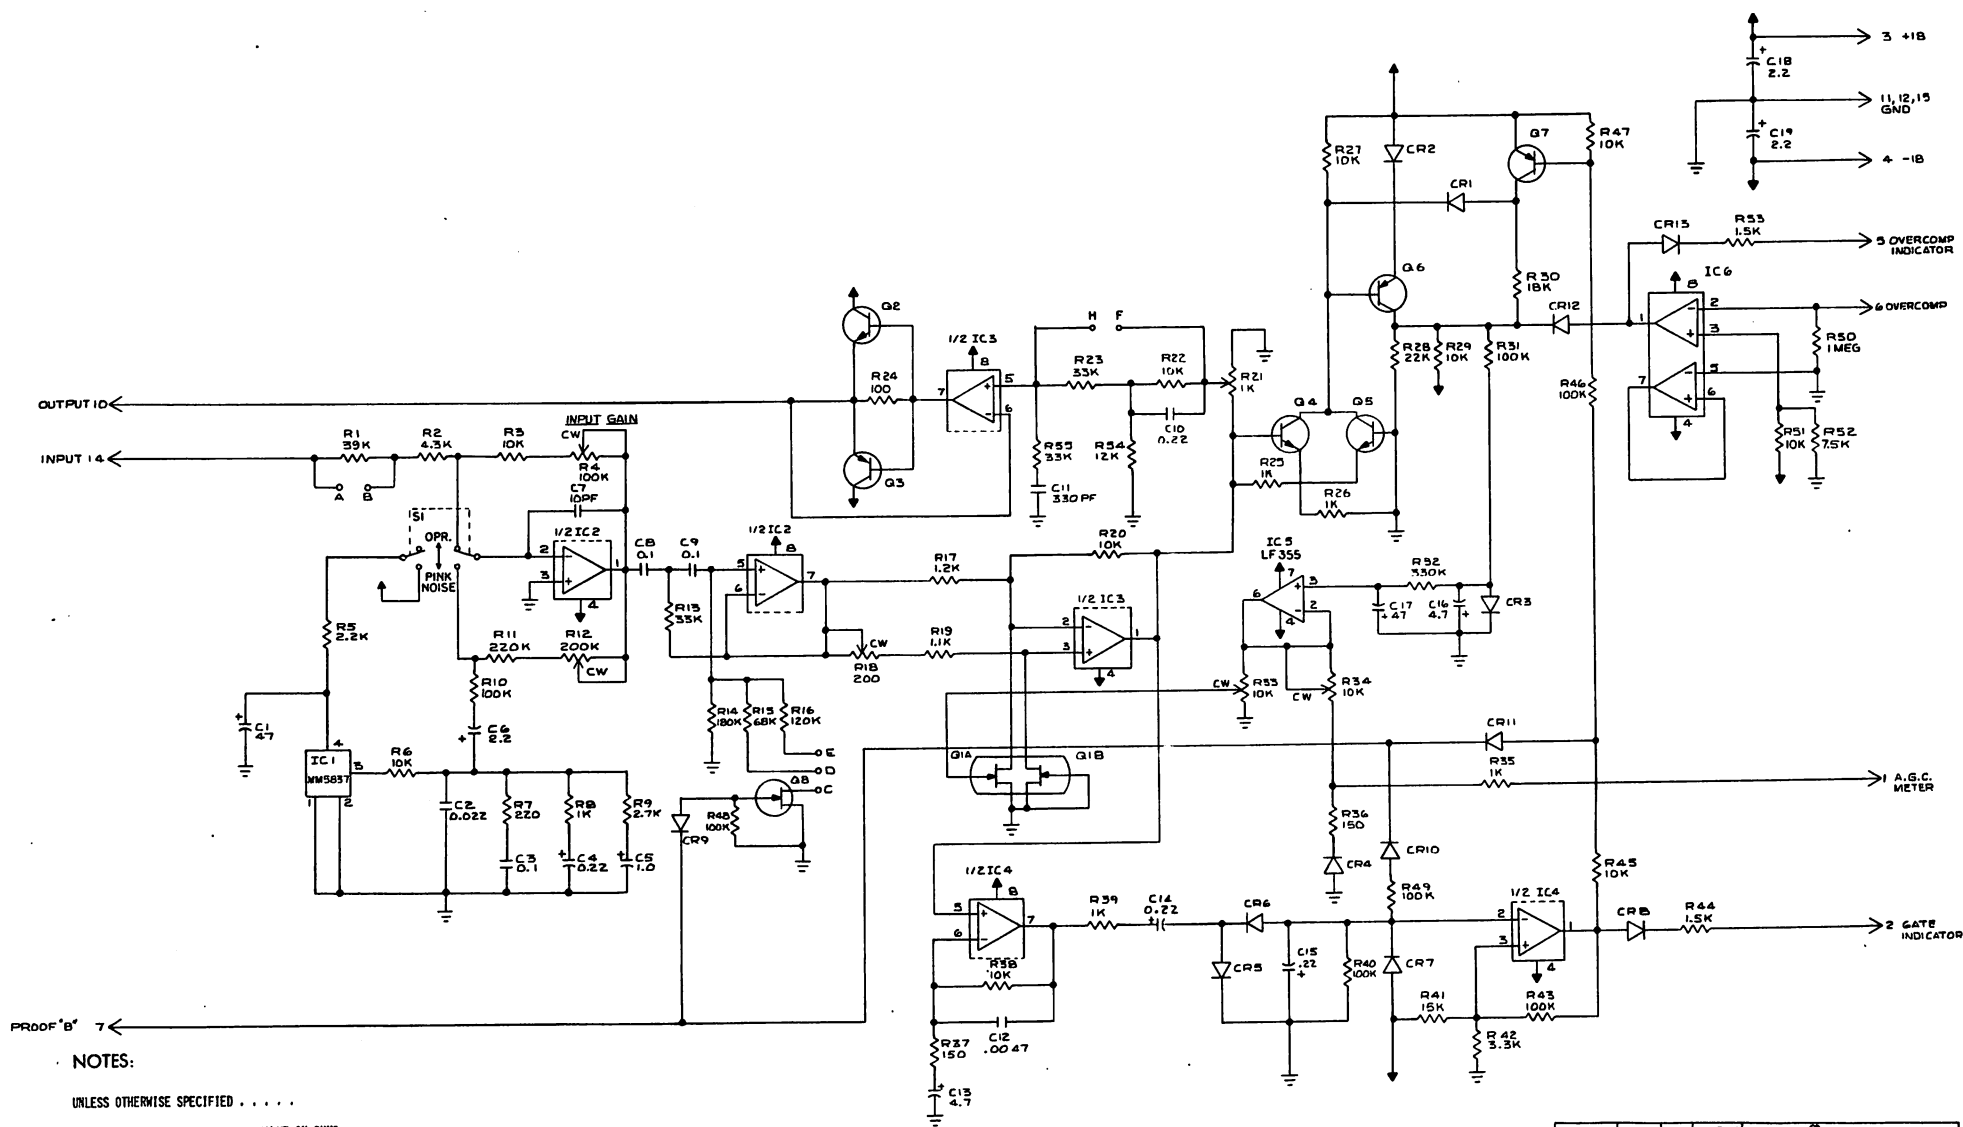 3 +18
C18
2.2
11, 12, 15
GND
C19
2.2
4 -18
Q7
R47
10K
R27
10K
CR2
CR1
CR13
R53
1.5K
5 OVERCOMP
INDICATOR
Q6
R30
18K
CR12
IC6
8
2
6 OVERCOMP
1
3
R50
1 MEG
5
7
6
4
R51
10K
R52
7.5K
R28
22K
R29
10K
R31
100K
R46
100K
Q2
H F
1/2 IC3
8
R23
33K
R22
10K
R21
1K
R24
100
7
5
6
C10
0.22
Q4
Q5
OUTPUT 10
INPUT GAIN
CW
R1
39K
R2
4.3K
R3
10K
R4
100K
INPUT 14
A B
C7
10PF
Q3
R55
33K
R54
12K
C11
330PF
R25
1K
R26
1K
S1
OPR.
PINK
NOISE
1/2 IC2
2
3
1
4
C8
0.1
C9
0.1
1/2 IC2
8
5
6
7
R17
1.2K
R20
10K
IC5
LF355
7
3
6
2
4
R32
330K
C17
+47
C16
4.7
+
CR3
R5
2.2K
R13
33K
1/2 IC3
2
3
1
4
R11
220K
R12
200K
CW
CW
R18
200
R19
1.1K
R10
100K
CW
R33
10K
CW
R34
10K
C6
2.2
C1
47
R14
180K
R15
68K
R16
120K
E
D
C
CR11
IC1
MM5837
4
3
1
2
R6
10K
Q1A
Q1B
Q8
R35
1K
1 A.G.C.
METER
C2
0.022
R7
220
R8
1K
R9
2.7K
CR9
R48
100K
R36
150
CR10
CR4
C3
0.1
C4
0.22
C5
1.0
R45
10K
1/2 IC4
8
5
6
7
R39
1K
C14
0.22
CR6
R49
100K
1/2 IC4
2
3
1
4
CR8
R44
1.5K
2 GATE
INDICATOR
R38
10K
CR5
C15
.22
+
R40
100K
CR7
R41
15K
R43
100K
R42
3.3K
PROOF "B" 7
R37
150
C12
.0047
C13
4.7
NOTES:
UNLESS OTHERWISE SPECIFIED . . . . .